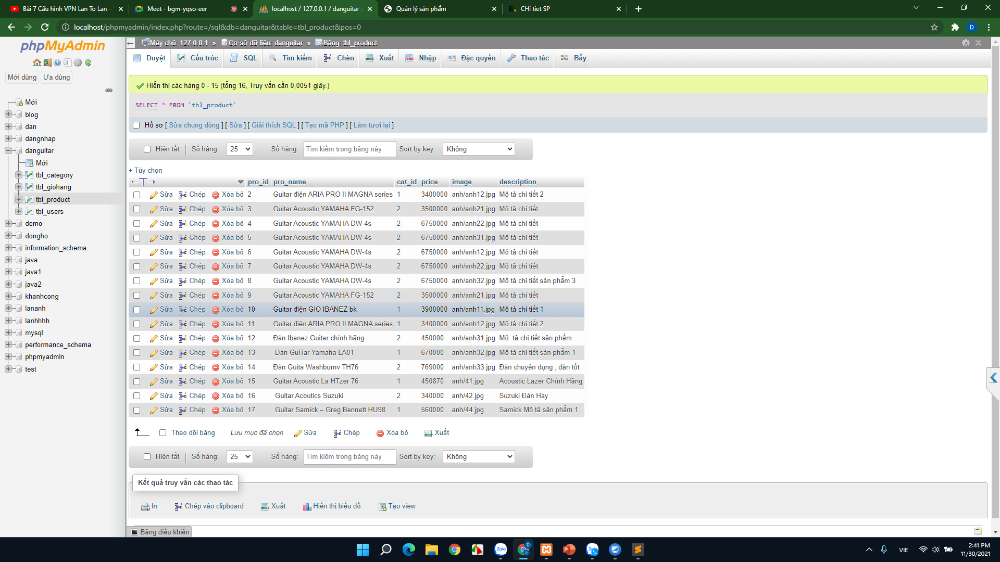 Bài 7 Cấu hình VPN Lan To Lan -
Meet - bgm-yqso-eer
localhost / 127.0.0.1 / danguitar
Quản lý sản phẩm
CHi tiet SP
localhost/phpmyadmin/index.php?route=/sql&db=danguitar&table=tbl_product&pos=0
D
phpMyAdmin
Mới dùng
Ưa dùng
Mới
blog
dan
dangnhap
danguitar
Mới
tbl_category
tbl_giohang
tbl_product
tbl_users
demo
dongho
information_schema
java
java1
java2
khanhcong
lananh
lanhhhh
mysql
performance_schema
phpmyadmin
test
Máy chủ: 127.0.0.1 » Cơ sở dữ liệu: danguitar » Bảng: tbl_product
Duyệt Cấu trúc SQL Tìm kiếm Chèn Xuất Nhập Đặc quyền Thao tác Bẫy
Hiển thị các hàng 0 - 15 (tổng 16, Truy vấn cần 0,0051 giây.)
SELECT * FROM `tbl_product`
Hồ sơ [ Sửa chung dòng ] [ Sửa ] [ Giải thích SQL ] [ Tạo mã PHP ] [ Làm tươi lại ]
Hiện tất Số hàng: 25 Số hàng: Tìm kiếm trong bảng này Sort by key: Không
+ Tùy chọn
←T→ pro_id pro_name cat_id price image description
Sửa Chép Xóa bỏ 2 Guitar điện ARIA PRO II MAGNA series 1 3400000 anh/anh12.jpg Mô tả chi tiết 2
Sửa Chép Xóa bỏ 3 Guitar Acoustic YAMAHA FG-152 2 3500000 anh/anh21.jpg Mô tả chi tiết
Sửa Chép Xóa bỏ 4 Guitar Acoustic YAMAHA DW-4s 2 6750000 anh/anh22.jpg Mô tả chi tiết
Sửa Chép Xóa bỏ 5 Guitar Acoustic YAMAHA DW-4s 2 6750000 anh/anh31.jpg Mô tả chi tiết
Sửa Chép Xóa bỏ 6 Guitar Acoustic YAMAHA DW-4s 2 6750000 anh/anh12.jpg Mô tả chi tiết
Sửa Chép Xóa bỏ 7 Guitar Acoustic YAMAHA DW-4s 2 6750000 anh/anh22.jpg Mô tả chi tiết
Sửa Chép Xóa bỏ 8 Guitar Acoustic YAMAHA DW-4s 2 6750000 anh/anh32.jpg Mô tả chi tiết sản phẩm 3
Sửa Chép Xóa bỏ 9 Guitar Acoustic YAMAHA FG-152 2 3500000 anh/anh21.jpg Mô tả chi tiết
Sửa Chép Xóa bỏ 10 Guitar điện GIO IBANEZ bk 1 3900000 anh/anh11.jpg Mô tả chi tiết 1
Sửa Chép Xóa bỏ 11 Guitar điện ARIA PRO II MAGNA series 1 3400000 anh/anh12.jpg Mô tả chi tiết 2
Sửa Chép Xóa bỏ 12 Đàn Ibanez Guitar chính hãng 2 450000 anh/anh31.jpg Mô tả chi tiết sản phẩm
Sửa Chép Xóa bỏ 13 Đàn GuiTar Yamaha LA01 1 670000 anh/anh32.jpg Mô tả chi tiết sản phẩm 1
Sửa Chép Xóa bỏ 14 Đàn Guita Washburnv TH76 2 769000 anh/anh33.jpg Đàn chuyên dụng , đàn tốt
Sửa Chép Xóa bỏ 15 Guitar Acoustic La HTzer 76 1 450870 anh/41.jpg Acoustic Lazer Chính Hãng
Sửa Chép Xóa bỏ 16 Guitar Acoutics Suzuki 2 340000 anh/42.jpg Suzuki Đàn Hay
Sửa Chép Xóa bỏ 17 Guitar Samick – Greg Bennett HU98 1 560000 anh/44.jpg Samick Mô tả sản phẩm 1
Theo dõi bảng Lưu mục đã chọn Sửa Chép Xóa bỏ Xuất
Hiện tất Số hàng: 25 Số hàng: Tìm kiếm trong bảng này Sort by key: Không
Kết quả truy vấn các thao tác
In Chép vào clipboard Xuất Hiển thị biểu đồ Tạo view
Bảng điều khiển
Zalo
VIE
2:41 PM
11/30/2021